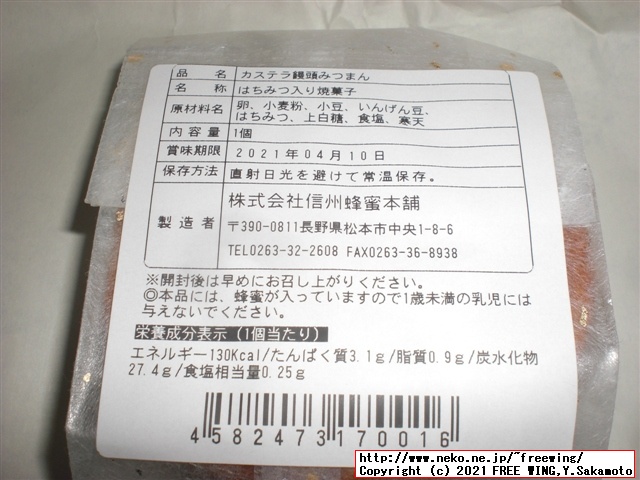 品名 カステラ饅頭みつまん
名称 はちみつ入り焼菓子
原材料名 卵、小麦粉、小豆、いんげん豆、
はちみつ、上白糖、食塩、寒天
内容量 1個
賞味期限 2021年04月10日
保存方法 直射日光を避けて常温保存。
製造者 株式会社信州蜂蜜本舗
〒390-0811長野県松本市中央1-8-6
TEL0263-32-2608 FAX0263-36-8938
※開封後は早めにお召し上がりください。
◎本品には、蜂蜜が入っていますので1歳未満の乳児には
与えないでください。
栄養成分表示(1個当たり)
エネルギー130Kcal/たんぱく質3.1g/脂質0.9g/炭水化物
27.4g/食塩相当量0.25g
4582473170016
http://www.neko.ne.jp/~freewing/
Copyright (c) 2021 FREE WING,Y.Sakamoto